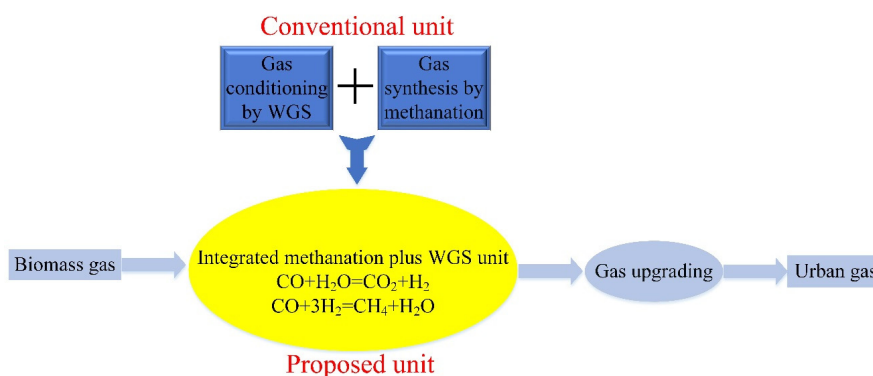 Conventional unit
Gas
conditioning
by WGS
+
Gas
synthesis by
methanation
Biomass gas
Integrated methanation plus WGS unit
CO+H₂O=CO₂+H₂
CO+3H₂=CH₄+H₂O
Gas upgrading
Urban gas
Proposed unit